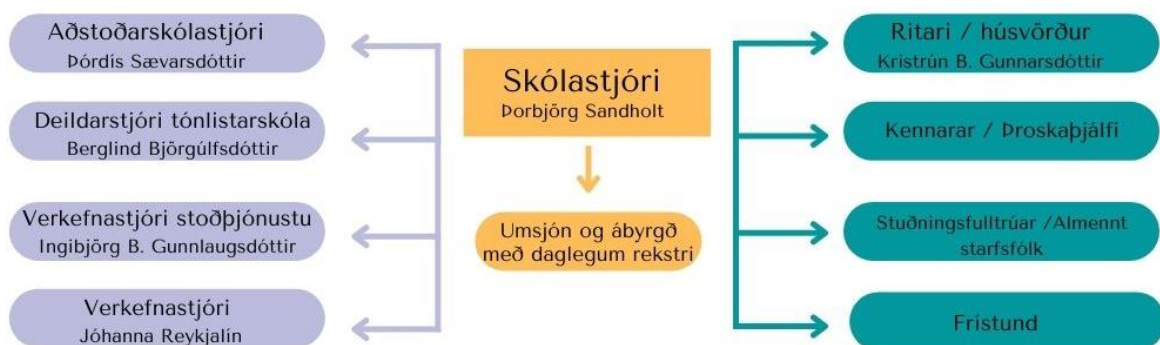 Aðstoðarskólastjóri
Þórdís Sævarsdóttir
Deildarstjóri tónlistarskóla
Berglind Björgúlfsdóttir
Verkefnastjóri stoðþjónustu
Ingibjörg B. Gunnlaugsdóttir
Verkefnastjóri
Jóhanna Reykjalín
Skólastjóri
Þorbjörg Sandholt
Umsjón og ábyrgð
með daglegum rekstri
Ritari / húsvörður
Kristrún B. Gunnarsdóttir
Kennarar / Þroskaþjálfi
Stuðningsfulltrúar /Almennt
starfsfólk
Frístund